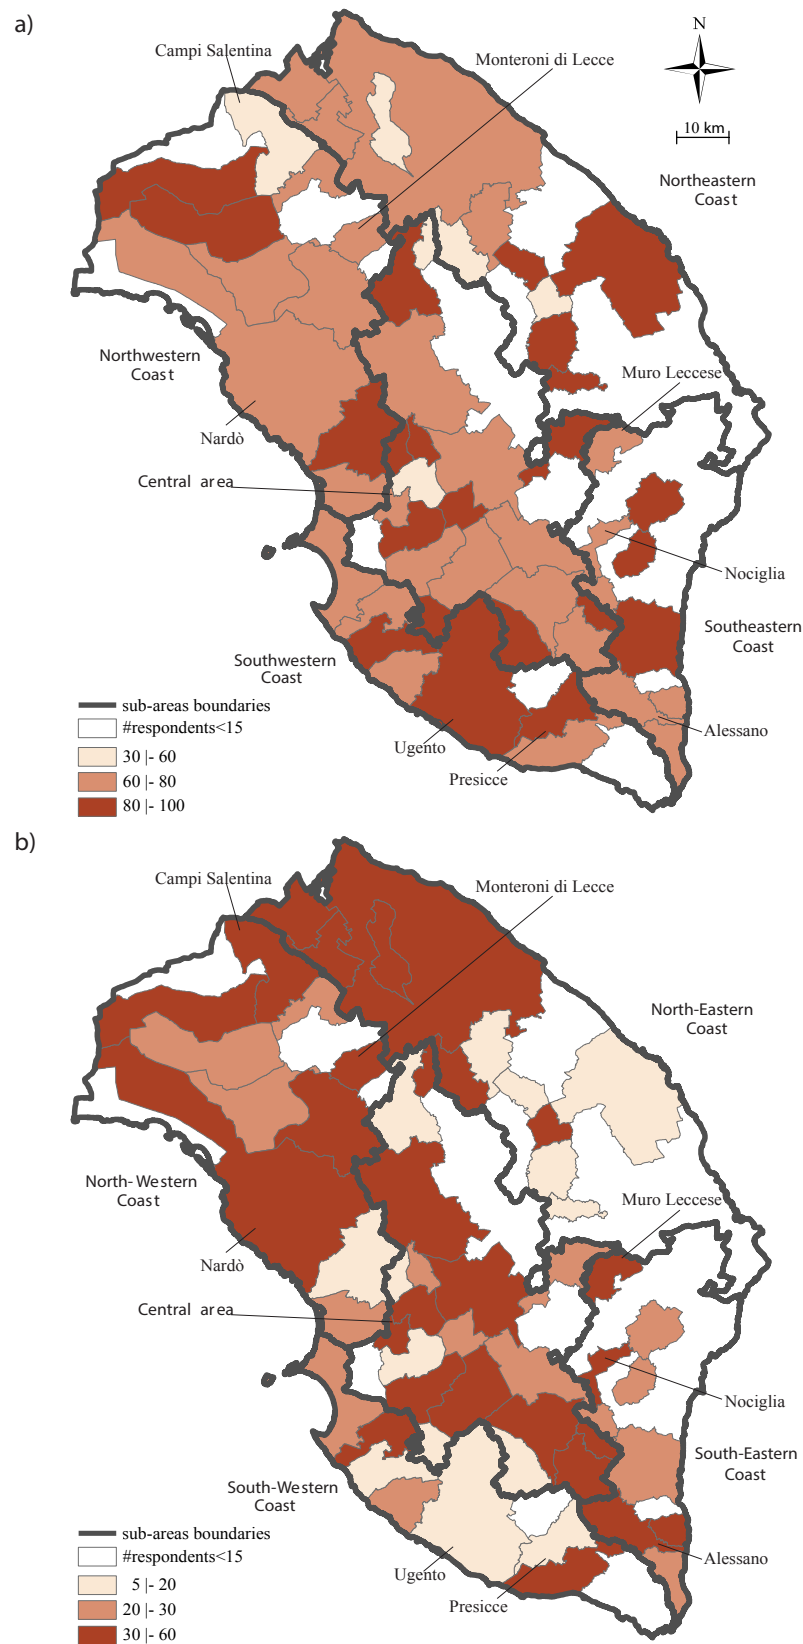 a)
N
Campi Salentina
Monteroni di Lecce
10 km
Northeastern
Coast
Northwestern
Coast
Muro Leccese
Nardò
Central area
Nociglia
Southeastern
Coast
Southwestern
Coast
sub-areas boundaries
#respondents<15
30 |- 60
60 |- 80
80 |- 100
Ugento
Alessano
Presicce
b)
Campi Salentina
Monteroni di Lecce
North-Eastern
Coast
North-Western
Coast
Muro Leccese
Nardò
Central area
Nociglia
South-Eastern
Coast
South-Western
Coast
sub-areas boundaries
#respondents<15
5 |- 20
20 |- 30
30 |- 60
Ugento
Alessano
Presicce